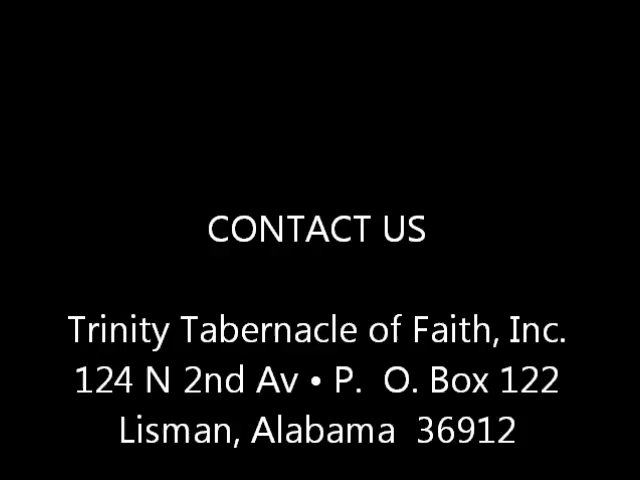 CONTACT US
Trinity Tabernacle of Faith, Inc.
124 N 2nd Av • P.  O. Box 122
Lisman, Alabama  36912